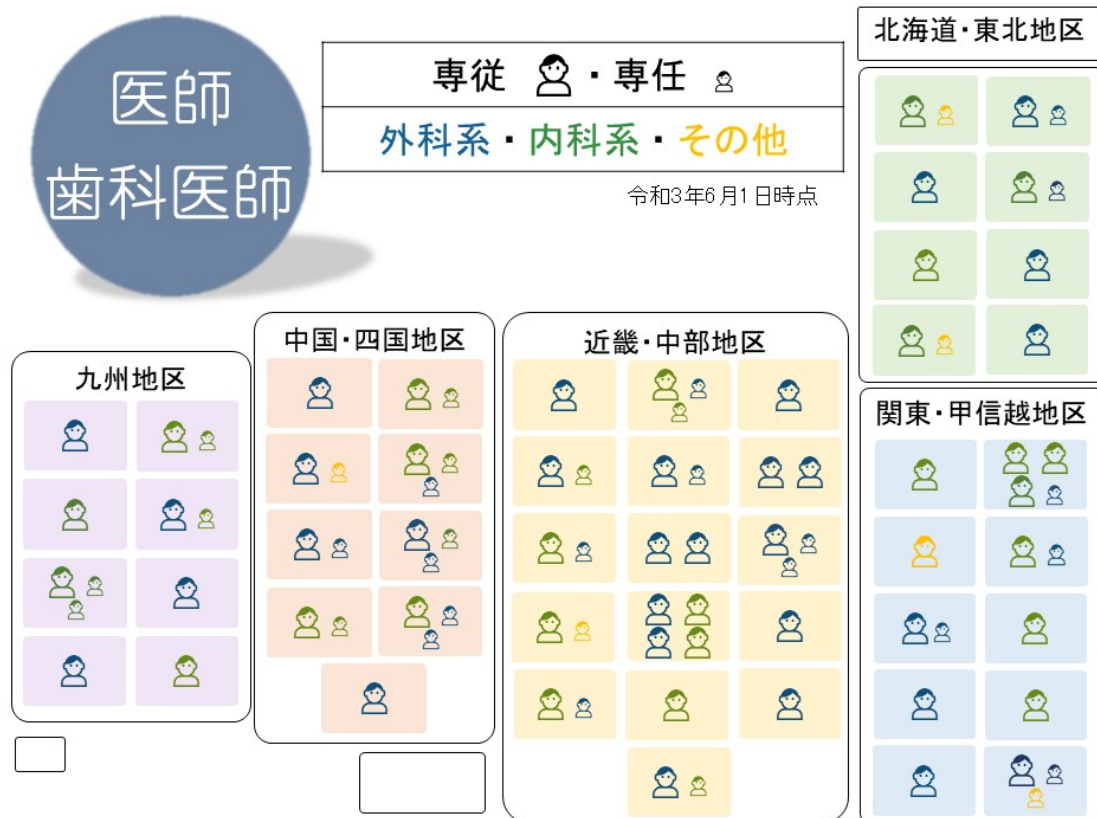 医師
歯科医師
専従 ・専任
外科系・内科系・その他
令和3年6月1日時点
北海道・東北地区
中国・四国地区
近畿・中部地区
九州地区
関東・甲信越地区